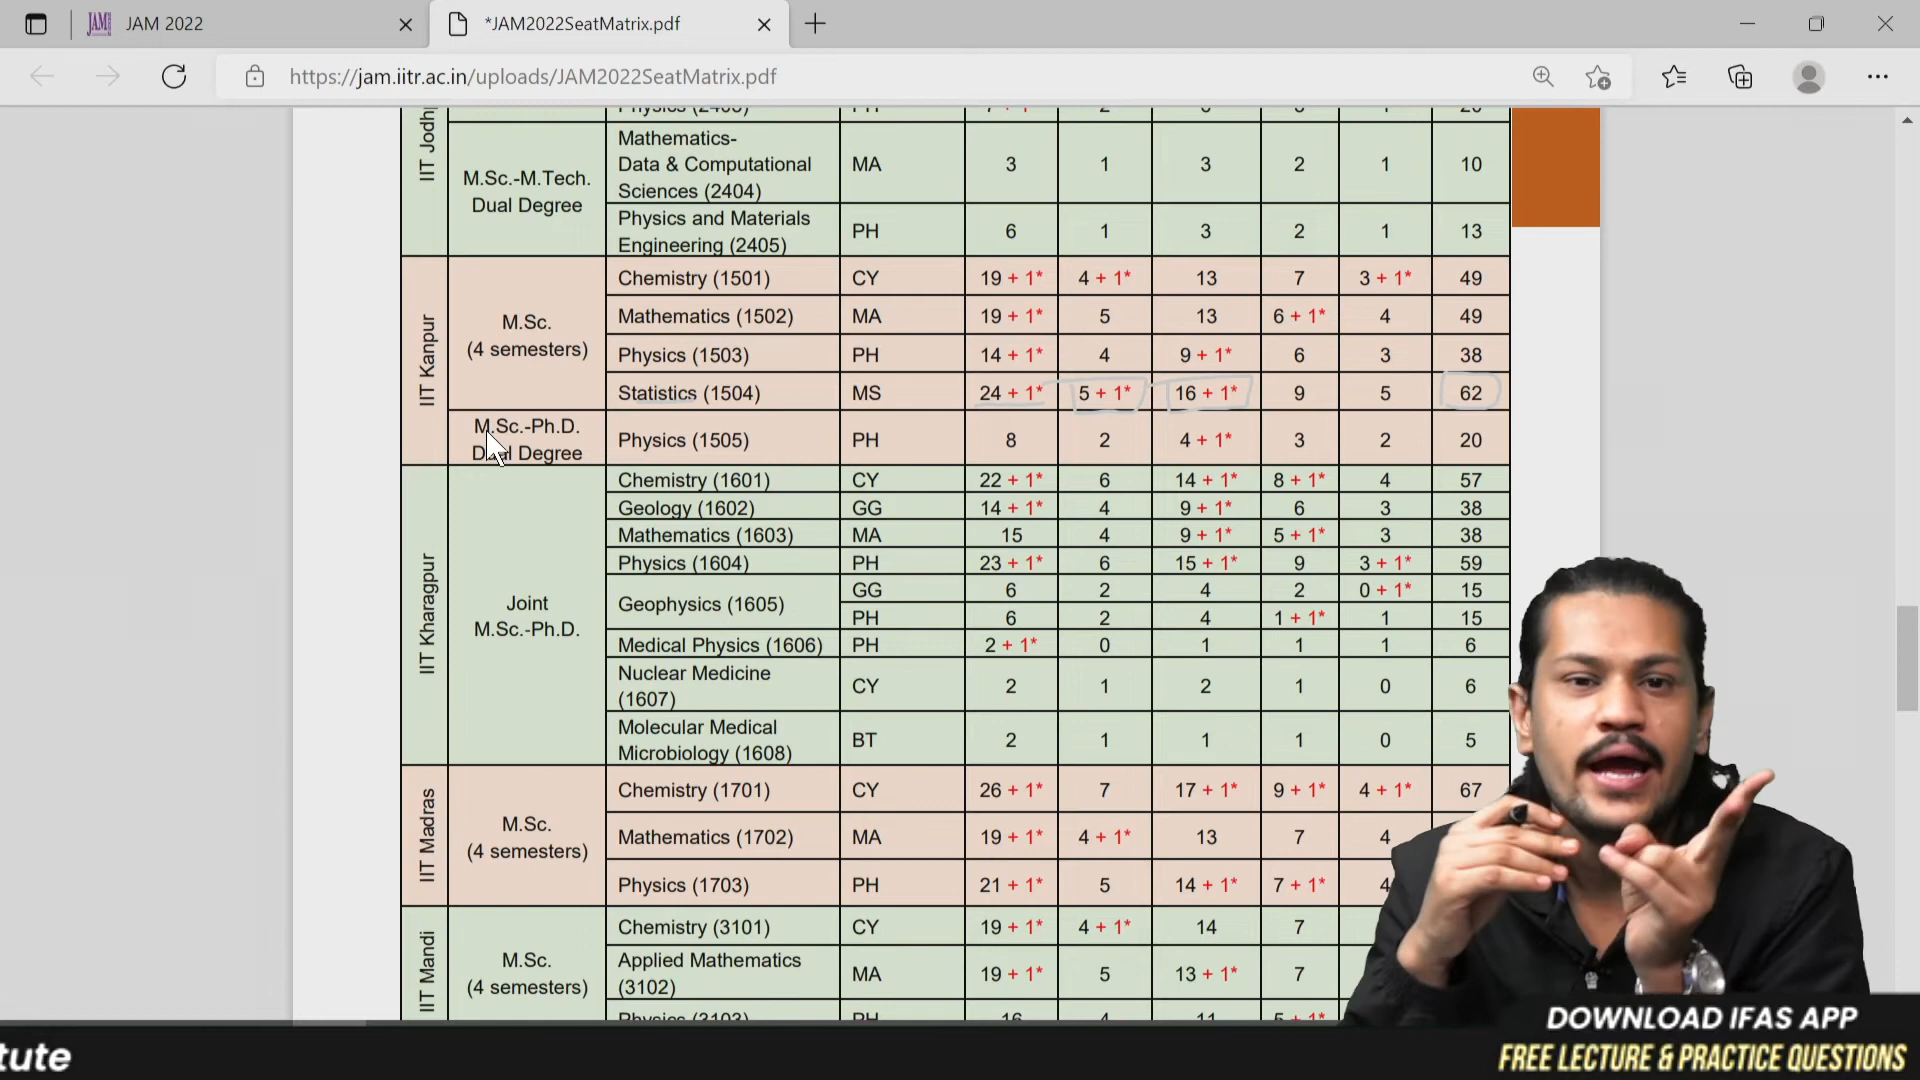 JAM JAM 2022
*JAM2022SeatMatrix.pdf
https://jam.iitr.ac.in/uploads/JAM2022SeatMatrix.pdf
IIT Jodhp
M.Sc.-M.Tech.
Dual Degree
Mathematics-
Data & Computational
Sciences (2404)
MA 3 1 3 2 1 10
Physics and Materials
Engineering (2405)
PH 6 1 3 2 1 13
IIT Kanpur
M.Sc.
(4 semesters)
Chemistry (1501) CY 19 + 1* 4 + 1* 13 7 3 + 1* 49
Mathematics (1502) MA 19 + 1* 5 13 6 + 1* 4 49
Physics (1503) PH 14 + 1* 4 9 + 1* 6 3 38
Statistics (1504) MS 24 + 1* 5 + 1* 16 + 1* 9 5 62
M.Sc.-Ph.D.
Dual Degree
Physics (1505) PH 8 2 4 + 1* 3 2 20
IIT Kharagpur
Joint
M.Sc.-Ph.D.
Chemistry (1601) CY 22 + 1* 6 14 + 1* 8 + 1* 4 57
Geology (1602) GG 14 + 1* 4 9 + 1* 6 3 38
Mathematics (1603) MA 15 4 9 + 1* 5 + 1* 3 38
Physics (1604) PH 23 + 1* 6 15 + 1* 9 3 + 1* 59
Geophysics (1605)
GG 6 2 4 2 0 + 1* 15
PH 6 2 4 1 + 1* 1 15
Medical Physics (1606) PH 2 + 1* 0 1 1 1 6
Nuclear Medicine
(1607)
CY 2 1 2 1 0 6
Molecular Medical
Microbiology (1608)
BT 2 1 1 1 0 5
IIT Madras
M.Sc.
(4 semesters)
Chemistry (1701) CY 26 + 1* 7 17 + 1* 9 + 1* 4 + 1* 67
Mathematics (1702) MA 19 + 1* 4 + 1* 13 7 4
Physics (1703) PH 21 + 1* 5 14 + 1* 7 + 1* 4
IIT Mandi
M.Sc.
(4 semesters)
Chemistry (3101) CY 19 + 1* 4 + 1* 14 7
Applied Mathematics
(3102)
MA 19 + 1* 5 13 + 1* 7
Physics (3103) PH 16 4 11 5 + 1*
DOWNLOAD IFAS APP
tute
FREE LECTURE & PRACTICE QUESTIONS